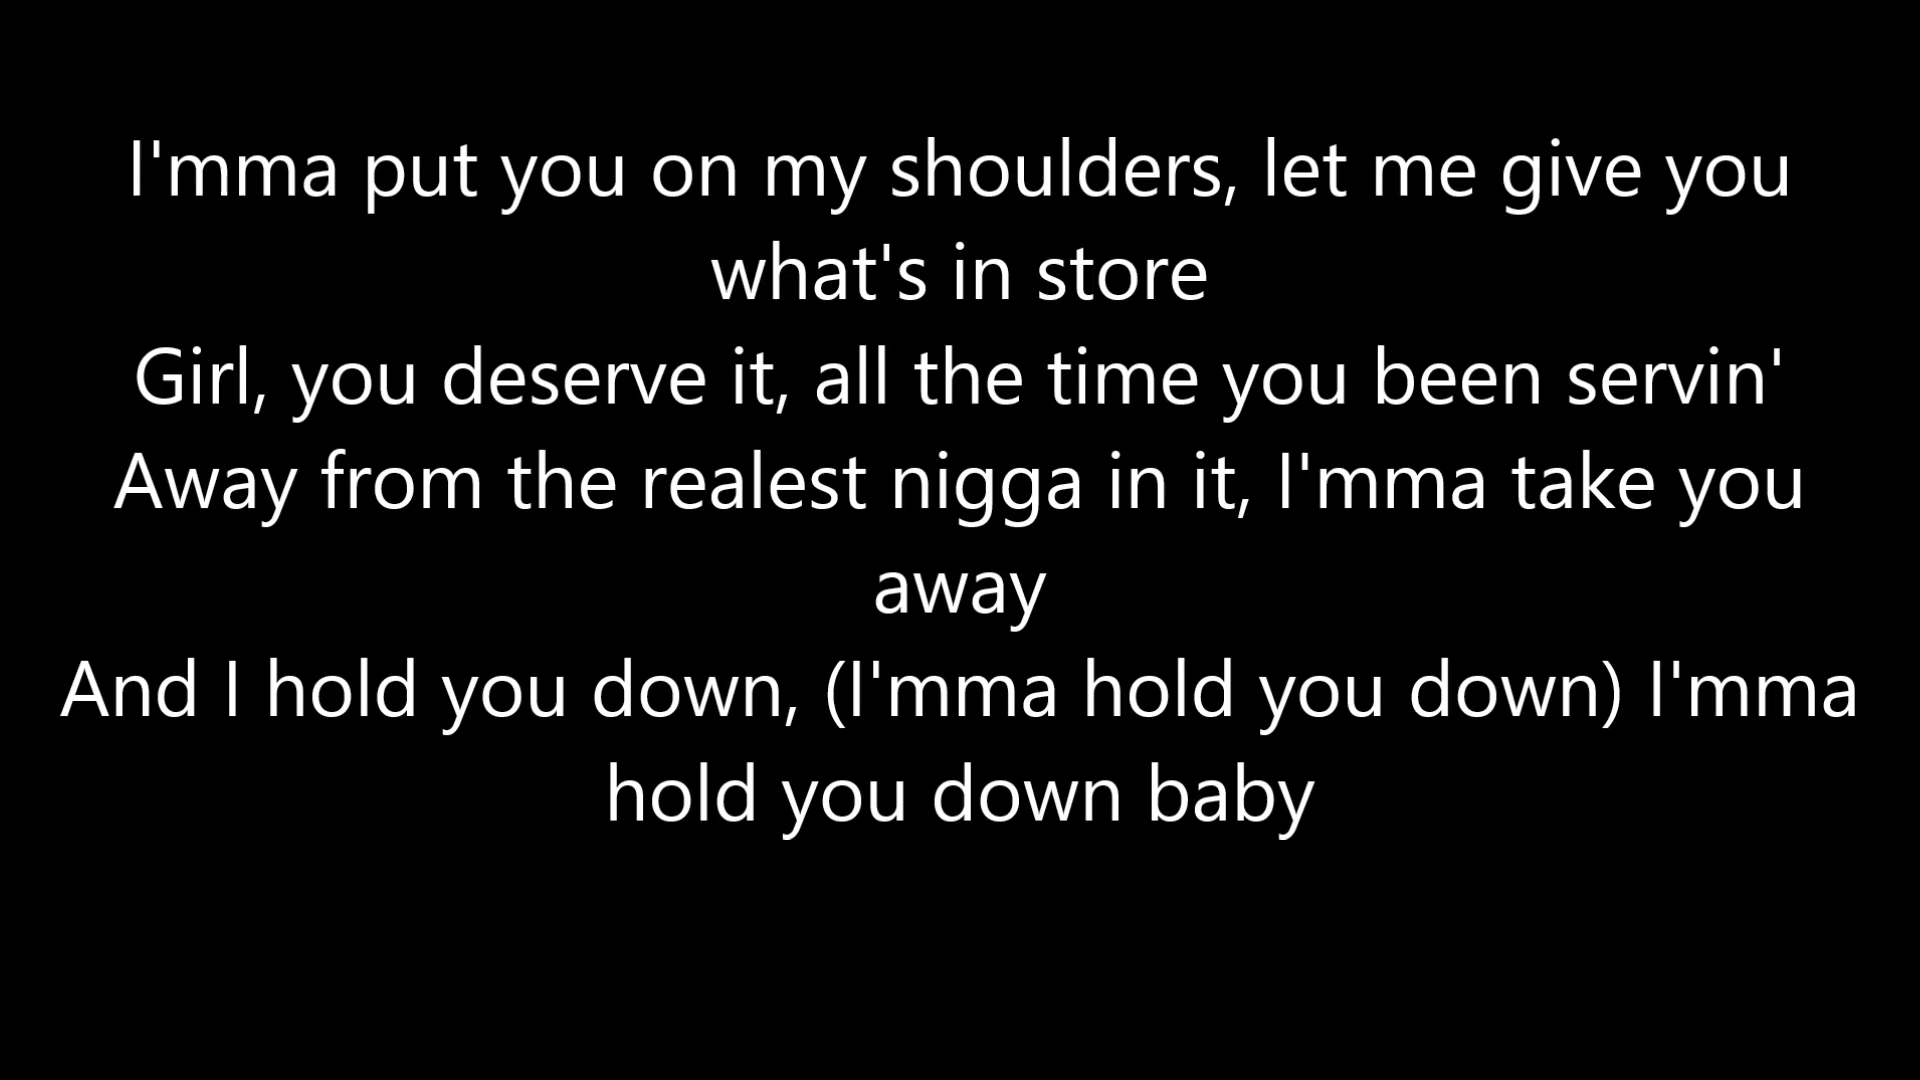 I'mma put you on my shoulders, let me give you
what's in store
Girl, you deserve it, all the time you been servin'
Away from the realest nigga in it, I'mma take you
away
And I hold you down, (I'mma hold you down) I'mma
hold you down baby